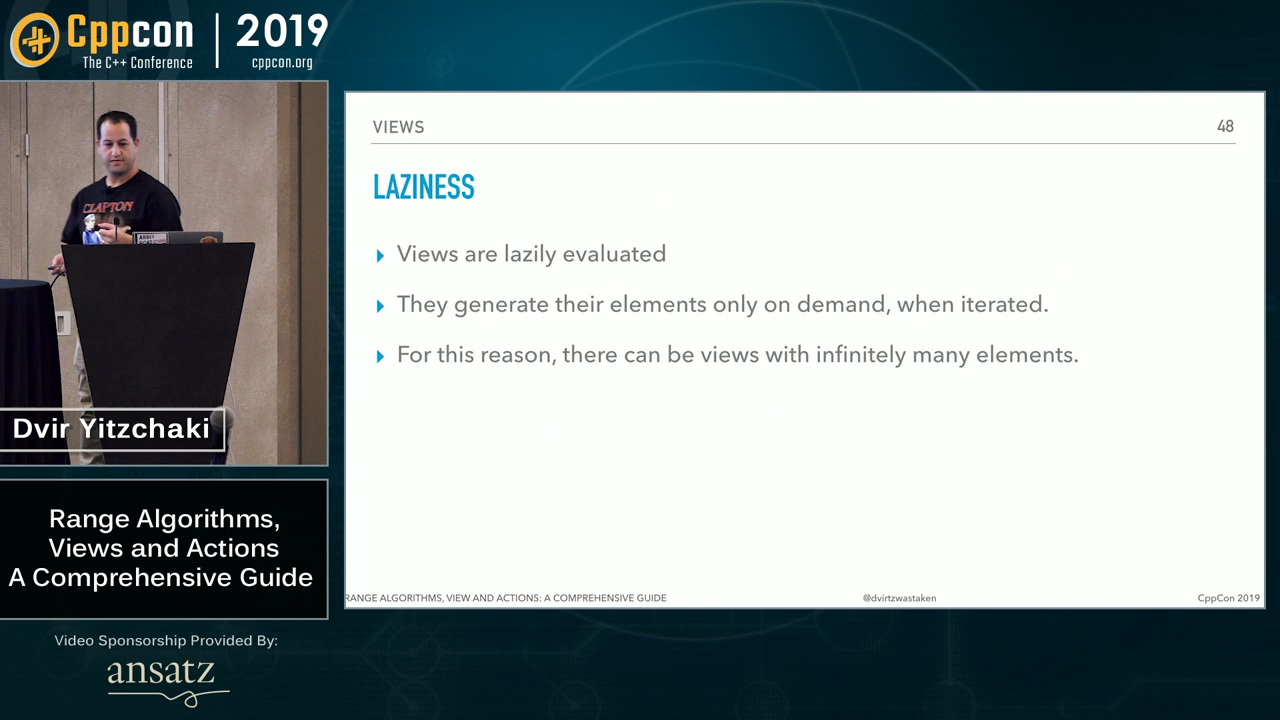 Cppcon
The C++ Conference
2019
cppcon.org
CLAPTON
Dvir Yitzchaki
Range Algorithms,
Views and Actions
A Comprehensive Guide
Video Sponsorship Provided By:
ansatz
VIEWS
48
LAZINESS
Views are lazily evaluated
They generate their elements only on demand, when iterated.
For this reason, there can be views with infinitely many elements.
RANGE ALGORITHMS, VIEW AND ACTIONS: A COMPREHENSIVE GUIDE
@dvirtzwastaken
CppCon 2019